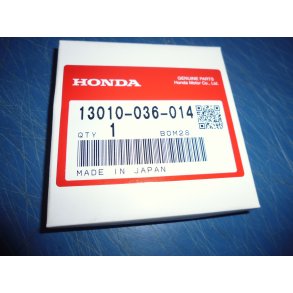 HONDA
GENUINE PARTS
Honda Motor Co., Ltd.
13010-036-014
QTY 1 BDM28
MADE IN JAPAN